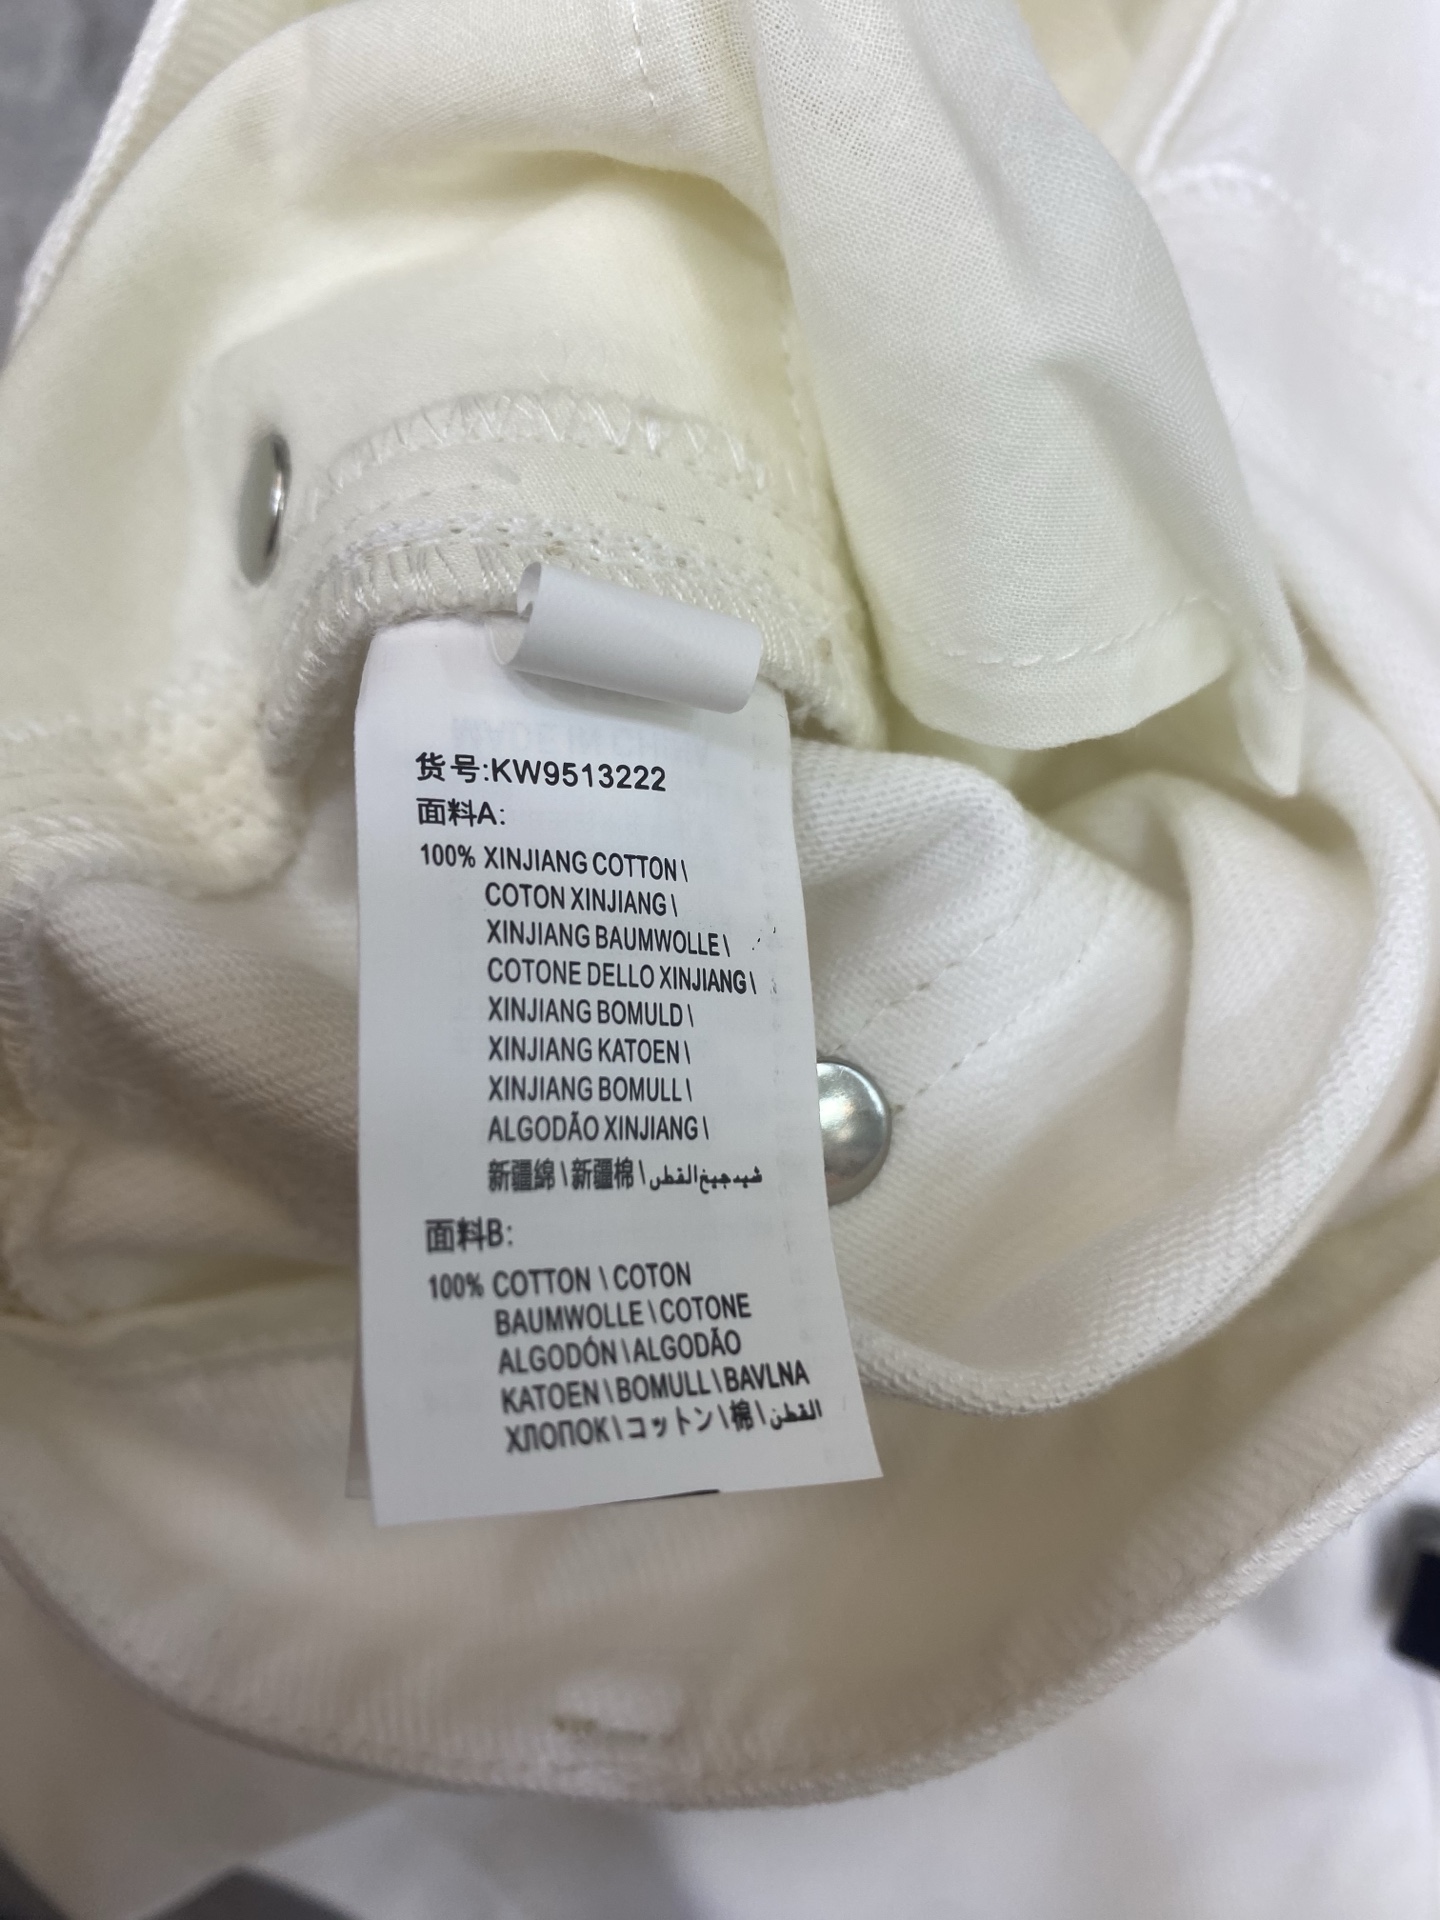 货号:KW9513222
面料A:
100% XINJIANG COTTON\
COTON XINJIANG\
XINJIANG BAUMWOLLE\
COTONE DELLO XINJIANG\
XINJIANG BOMULD\
XINJIANG KATOEN\
XINJIANG BOMULL\
ALGODÃO XINJIANG\
新疆綿\新疆棉\شيدجيغ القطن
面料B:
100% COTTON \ COTON
BAUMWOLLE \ COTONE
ALGODÓN \ ALGODÃO
KATOEN \ BOMULL \ BAVLNA
ХЛОПОК \ コットン \ 棉 \ القطن